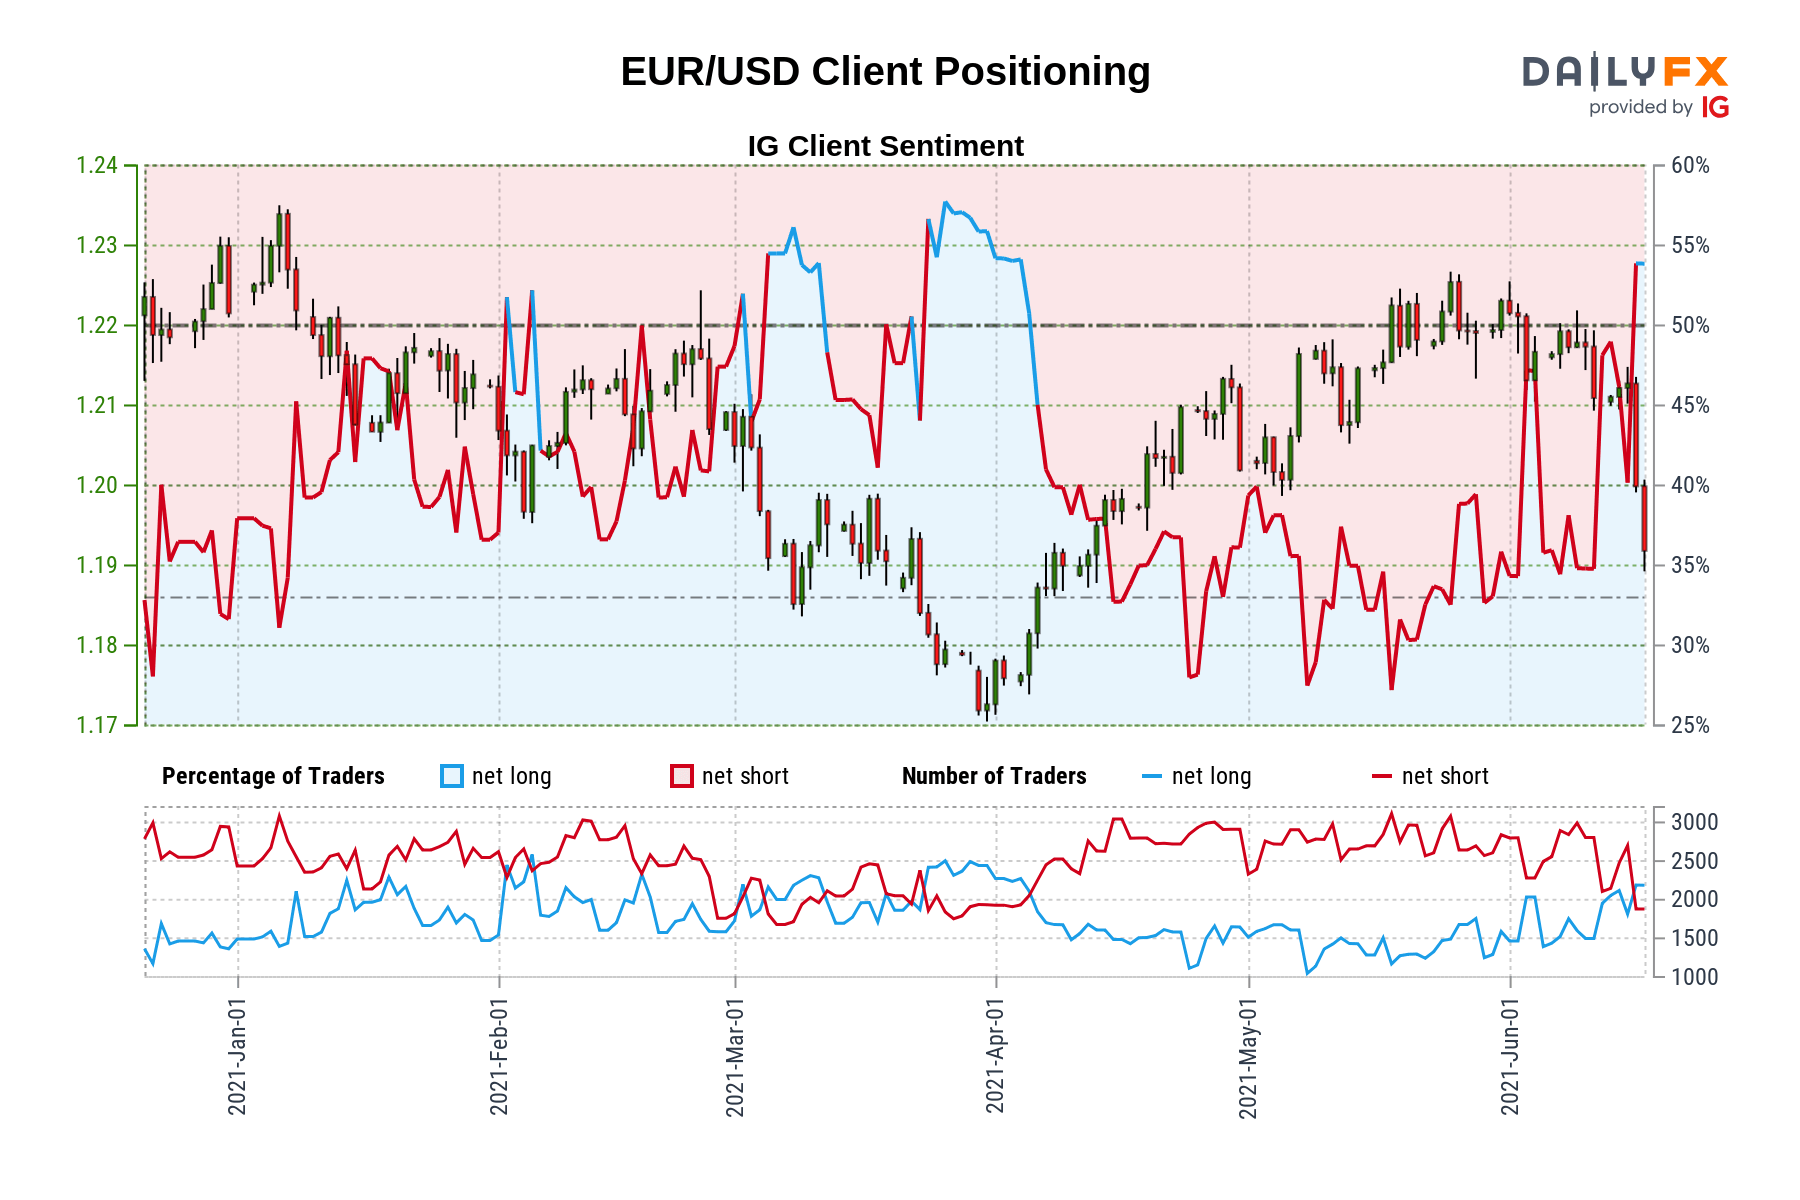 EUR/USD Client Positioning
DAILYFX
provided by IG
IG Client Sentiment
1.24
1.23
1.22
1.21
1.20
1.19
1.18
1.17
60%
55%
50%
45%
40%
35%
30%
25%
Percentage of Traders net long net short Number of Traders net long net short
3000
2500
2000
1500
1000
2021-Jan-01
2021-Feb-01
2021-Mar-01
2021-Apr-01
2021-May-01
2021-Jun-01